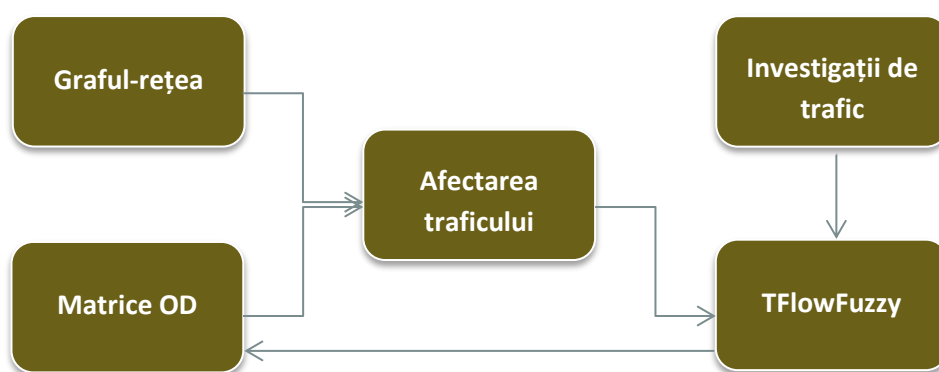 Graful-rețea
Investigații de
trafic
Afectarea
traficului
Matrice OD
TFlowFuzzy